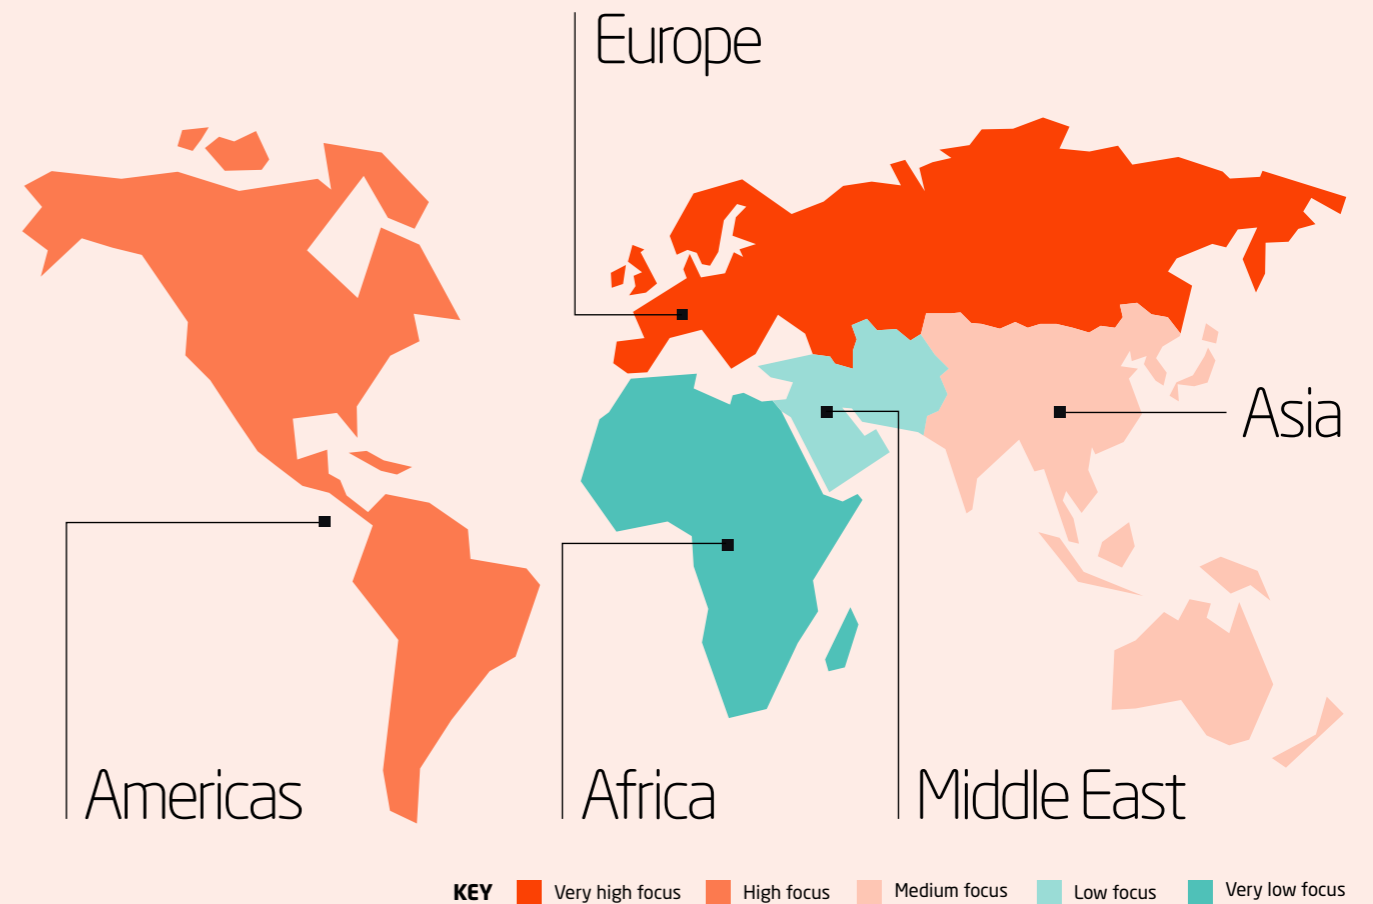 Europe
Asia
Americas
Africa
Middle East
KEY Very high focus High focus Medium focus Low focus Very low focus